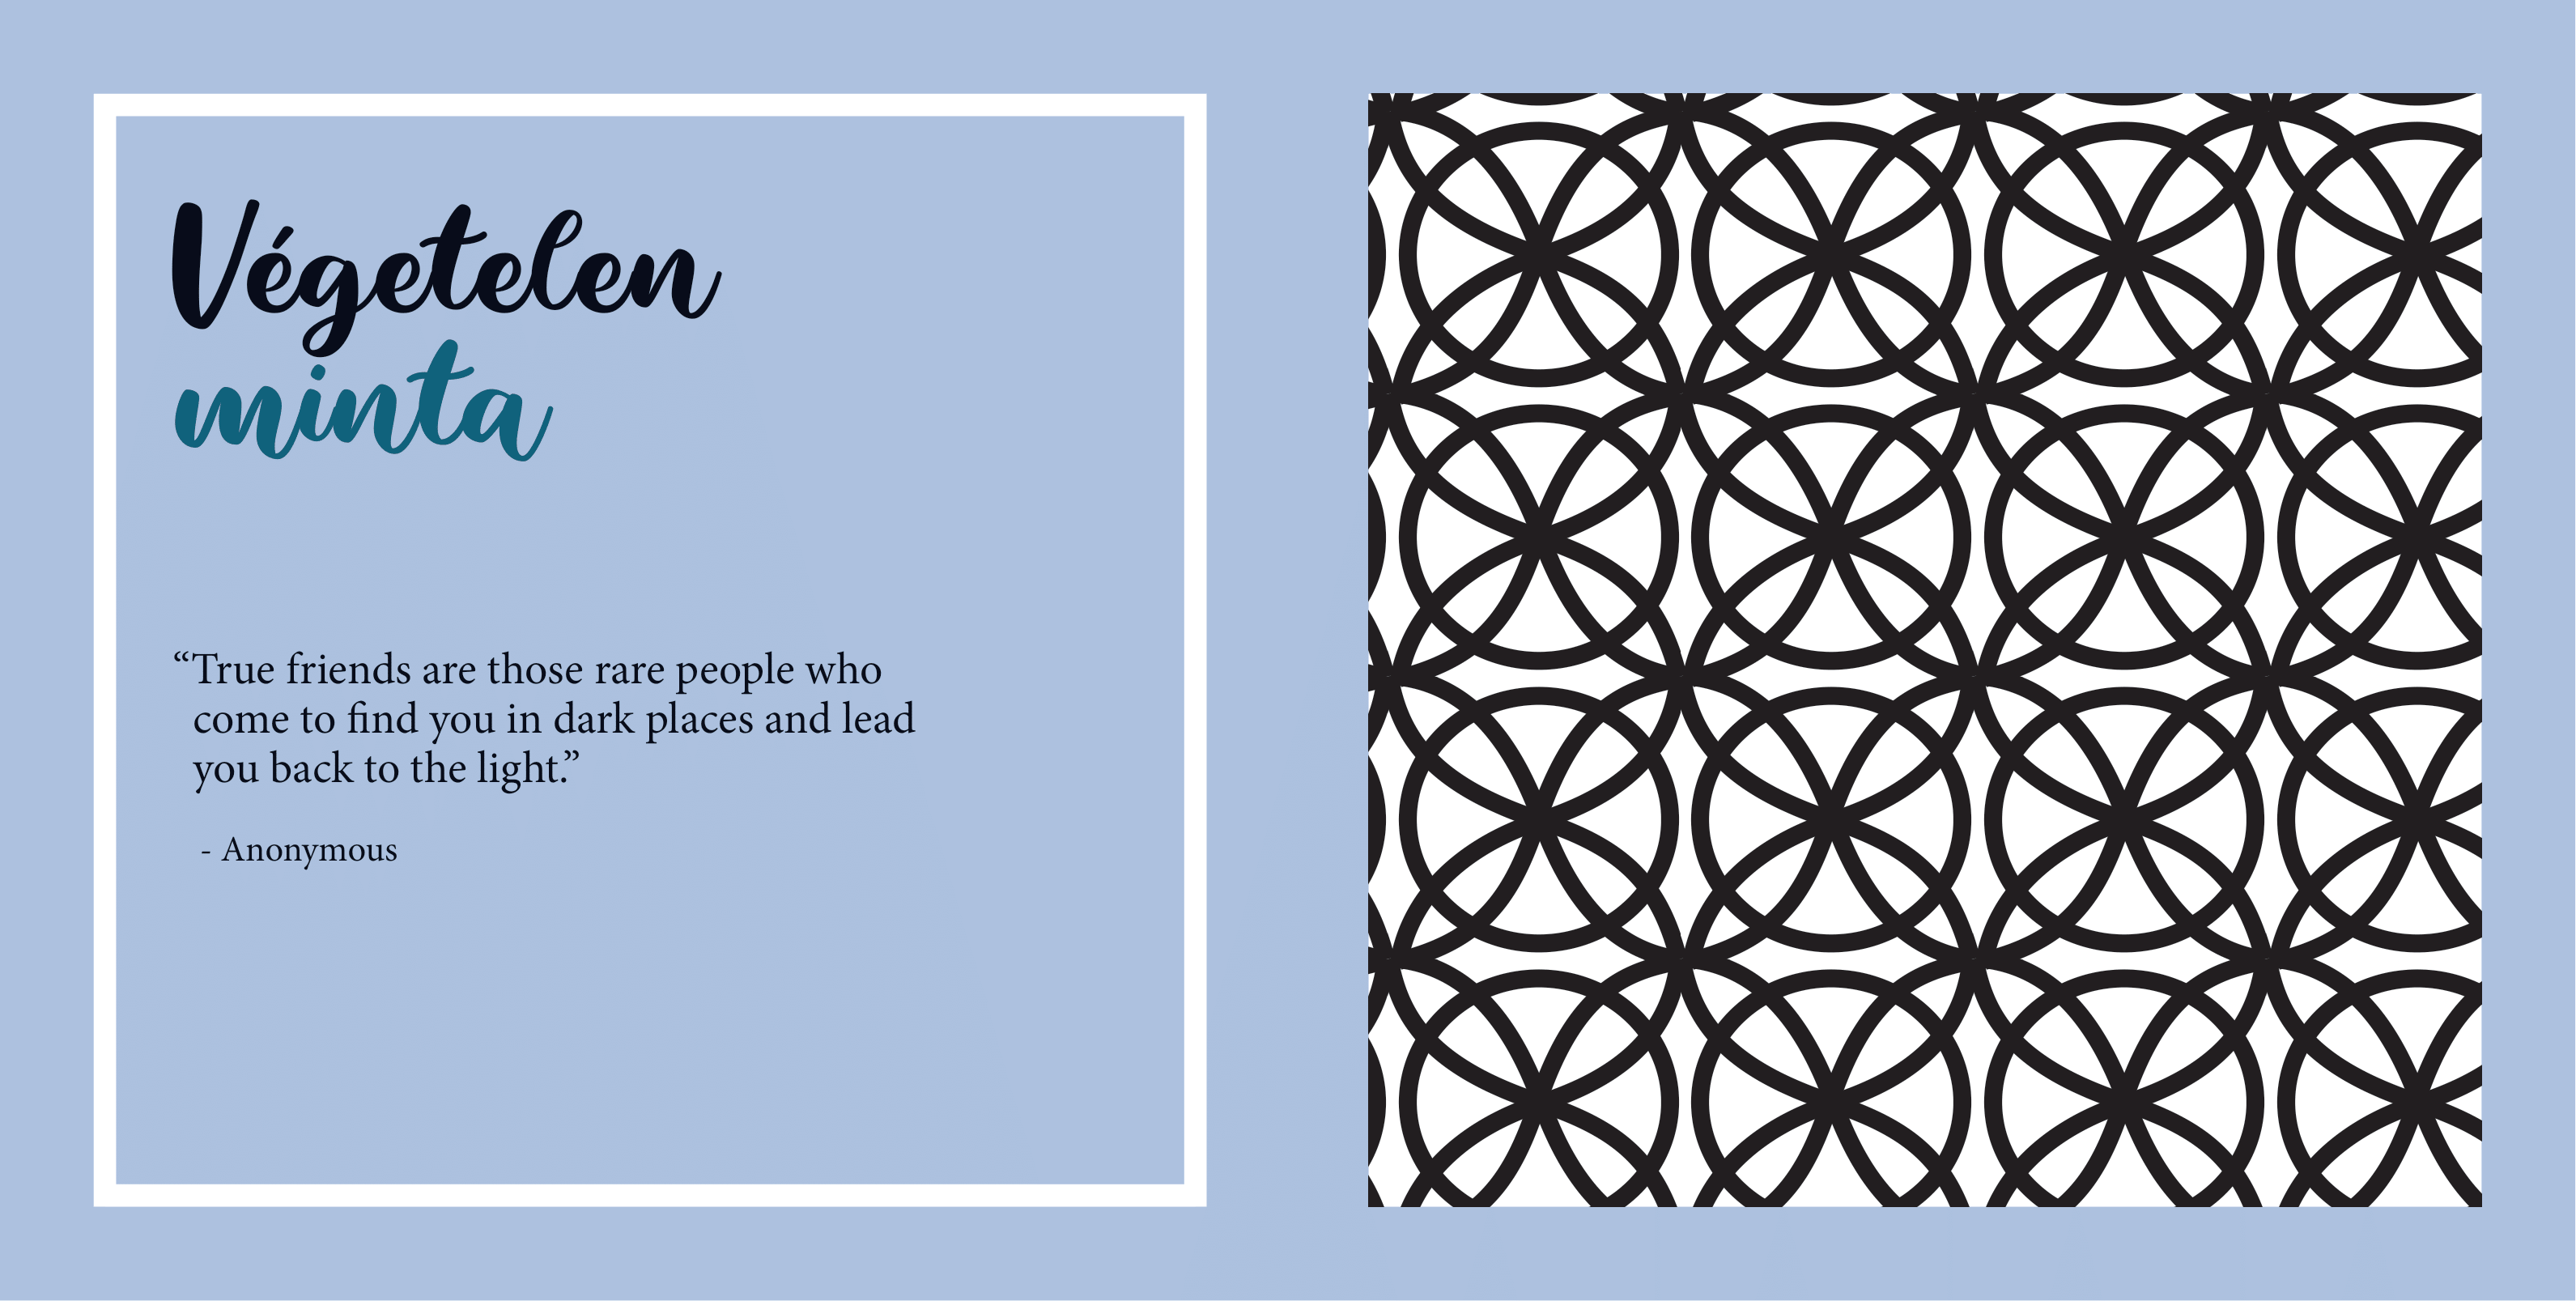 Végetelen
minta
“True friends are those rare people who
come to find you in dark places and lead
you back to the light.”
- Anonymous